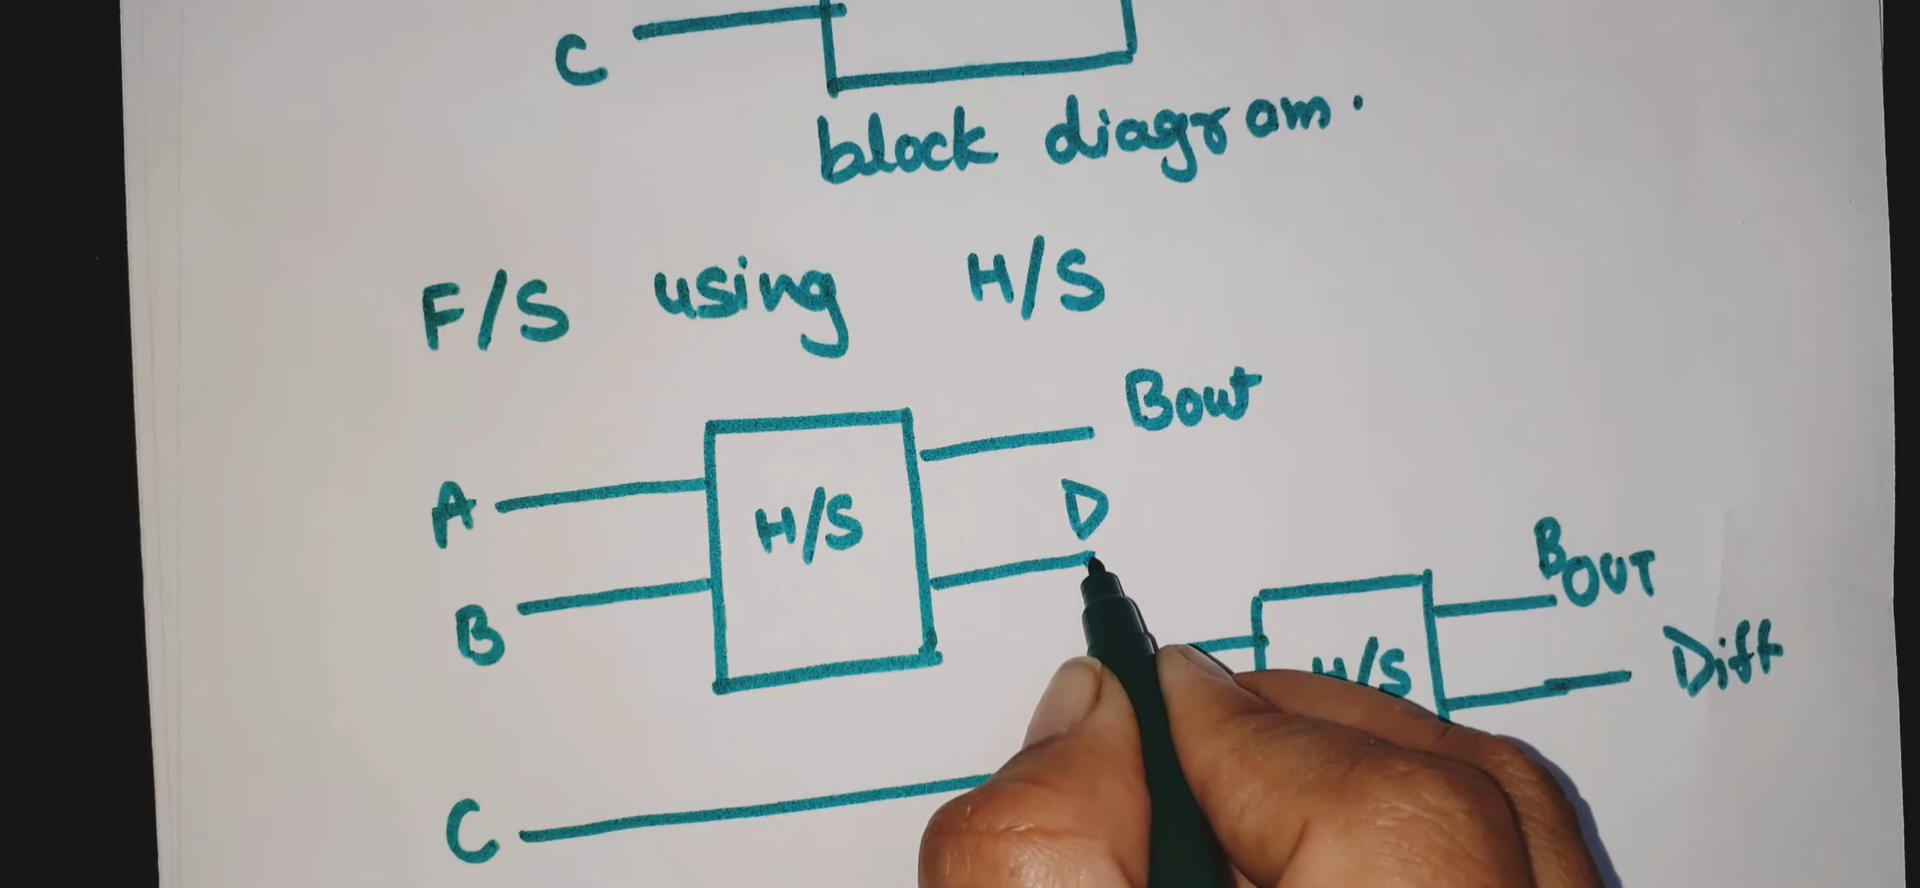 C
block diagram.
F/S using H/S
Bout
A
H/S
D
B
BOUT
H/S
Diff
C